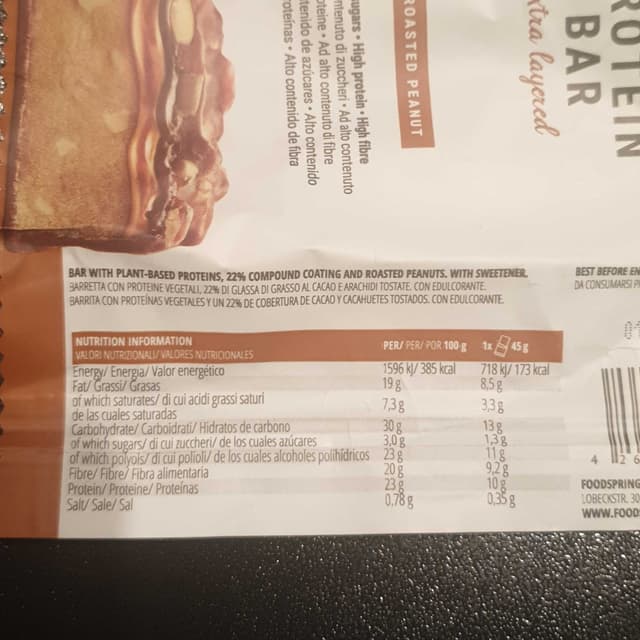 ROTEIN
BAR
xtra layered
ROASTED PEANUT
ugars • High protein • High fibre
ntenuto di zuccheri • Ad alto contenuto
oteine • Ad alto contenuto di fibre
tenido de azúcares • Alto contenido
roteínas • Alto contenido de fibra
BAR WITH PLANT-BASED PROTEINS, 22% COMPOUND COATING AND ROASTED PEANUTS. WITH SWEETENER.
BARRETTA CON PROTEINE VEGETALI, 22% DI GLASSA DI GRASSO AL CACAO E ARACHIDI TOSTATE. CON EDULCORANTE.
BARRITA CON PROTEÍNAS VEGETALES Y UN 22% DE COBERTURA DE CACAO Y CACAHUETES TOSTADOS. CON EDULCORANTE.
BEST BEFORE EN
DA CONSUMARSI P
NUTRITION INFORMATION PER/ PER/ POR 100 g 1x 45 g
VALORI NUTRIZIONALI/ VALORES NUTRICIONALES
Energy/ Energia/ Valor energético 1596 kJ/ 385 kcal 718 kJ/ 173 kcal
Fat/ Grassi/ Grasas 19 g 8,5 g
of which saturates/ di cui acidi grassi saturi
de las cuales saturadas 7,3 g 3,3 g
Carbohydrate/ Carboidrati/ Hidratos de carbono 30 g 13 g
of which sugars/ di cui zuccheri/ de los cuales azúcares 3,0 g 1,3 g
of which polyols/ di cui polioli/ de los cuales alcoholes polihídricos 23 g 11 g
Fibre/ Fibre/ Fibra alimentaria 20 g 9,2 g
Protein/ Proteine/ Proteínas 23 g 10 g
Salt/ Sale/ Sal 0,78 g 0,35 g
4 26
FOODSPRING
LOBECKSTR. 30
WWW.FOOD